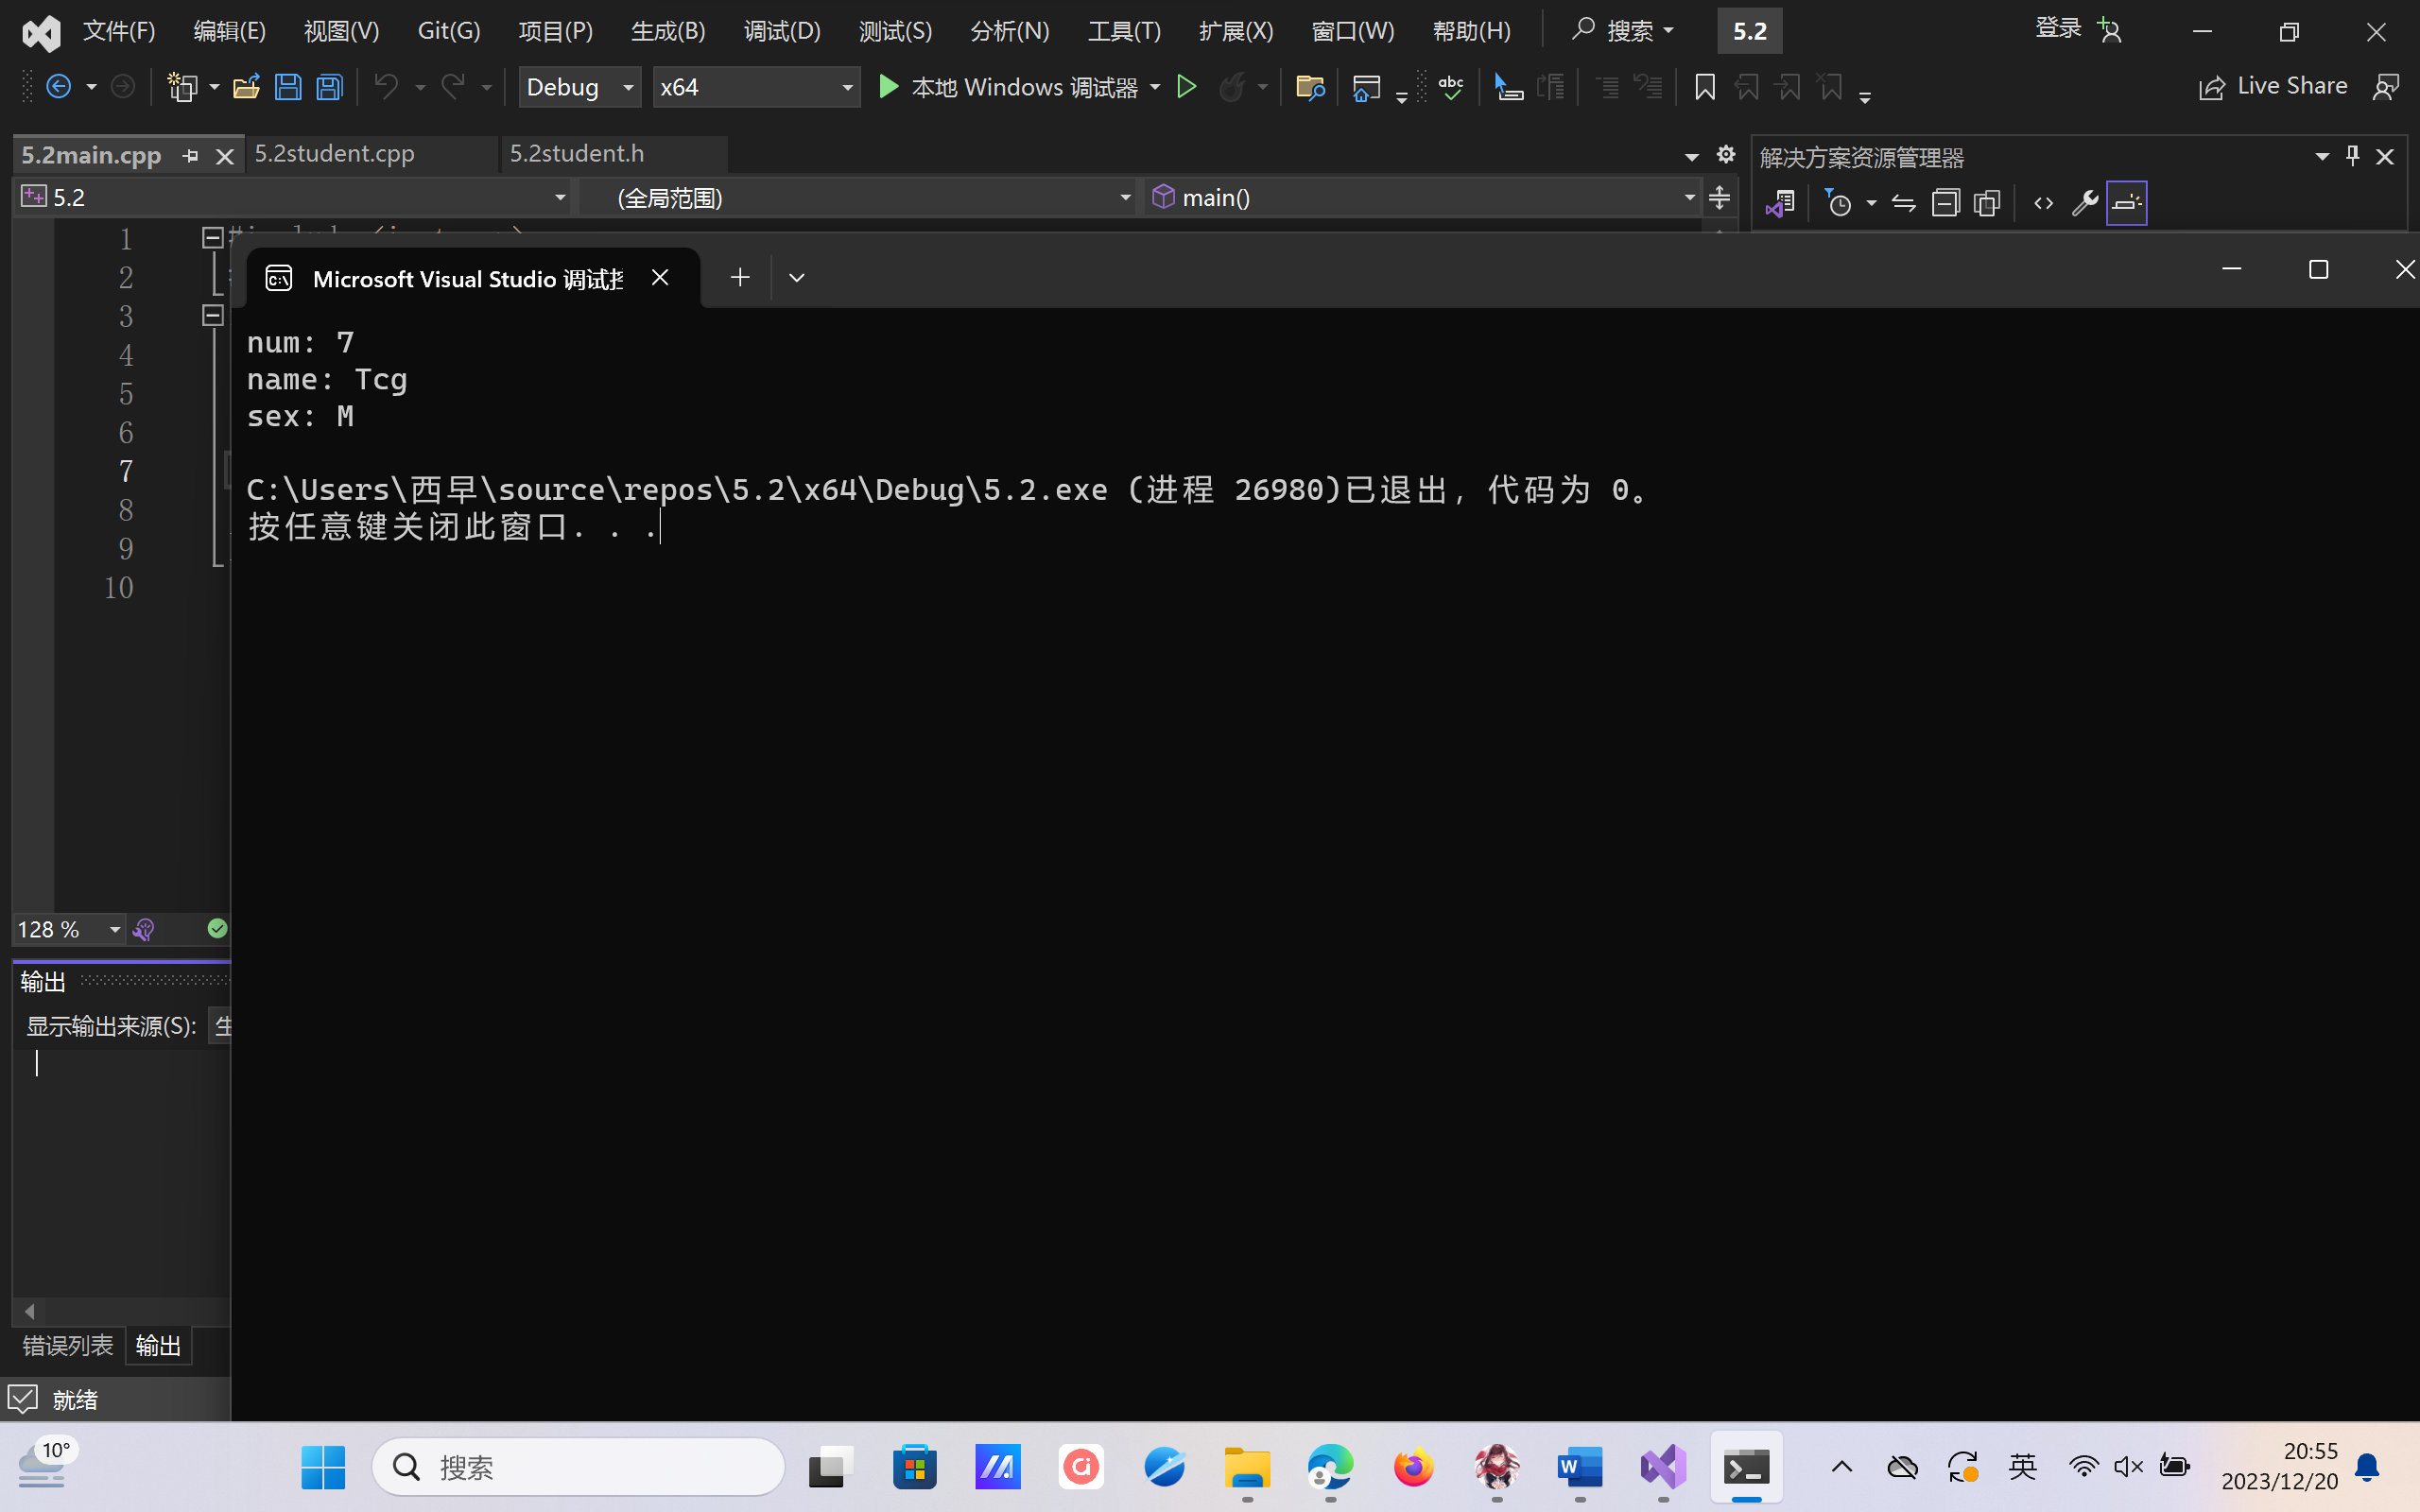 文件(F) 编辑(E) 视图(V) Git(G) 项目(P) 生成(B) 调试(D) 测试(S) 分析(N) 工具(T) 扩展(X) 窗口(W) 帮助(H) 搜索 5.2 登录
Debug x64 本地 Windows 调试器 abc Live Share
5.2main.cpp 5.2student.cpp 5.2student.h 解决方案资源管理器
5.2 (全局范围) main()
1
2
3
4
5
6
7
8
9
10
Microsoft Visual Studio 调试
num: 7
name: Tcg
sex: M
C:\Users\西早\source\repos\5.2\x64\Debug\5.2.exe (进程 26980)已退出，代码为 0。
按任意键关闭此窗口. . .
128 %
输出
显示输出来源(S): 生
错误列表 输出
就绪
10° 搜索 英 20:55
2023/12/20